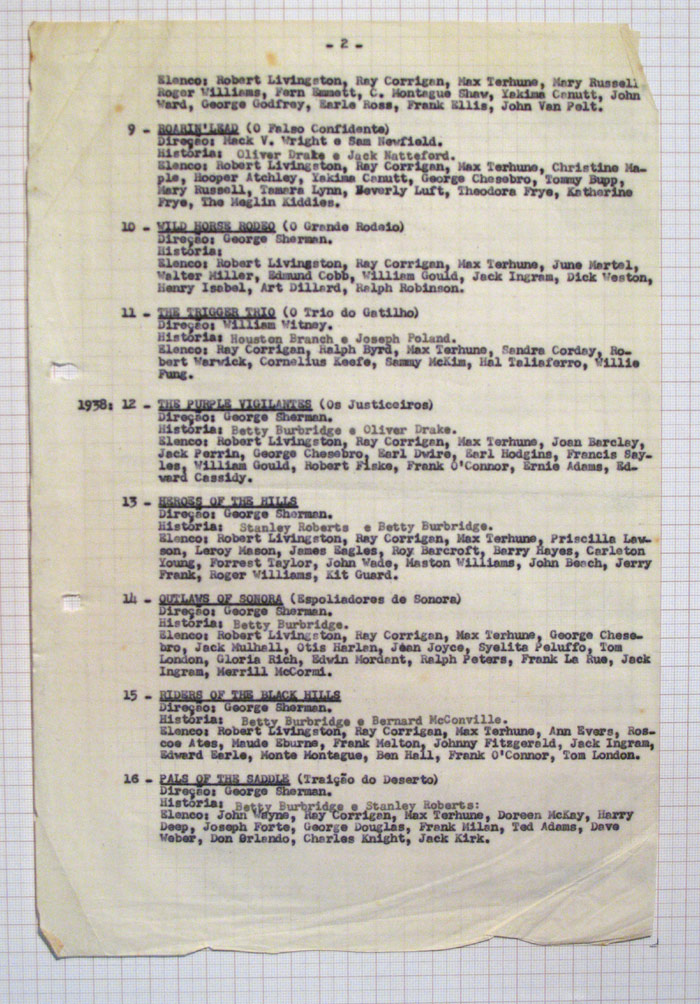 - 2 -
Elenco: Robert Livingston, Ray Corrigan, Max Terhune, Mary Russell
Roger Williams, Fern Emmett, C. Montague Shaw, Yakima Canutt, John
Ward, George Godfrey, Earle Ross, Frank Ellis, John Van Pelt.
9 - ROARIN'LEAD (O Falso Confidente)
Direção: Mack V. Wright e Sam Newfield.
História: Oliver Drake e Jack Natteford.
Elenco: Robert Livingston, Ray Corrigan, Max Terhune, Christine Ma-
ple, Hooper Atchley, Yakima Canutt, George Chesebro, Tommy Bupp,
Mary Russell, Tamara Lynn, Beverly Luft, Theodora Frye, Katherine
Frye, The Meglin Kiddies.
10 - WILD HORSE RODEO (O Grande Rodeio)
Direção: George Sherman.
História:
Elenco: Robert Livingston, Ray Corrigan, Max Terhune, June Martel,
Walter Miller, Edmund Cobb, William Gould, Jack Ingram, Dick Weston,
Henry Isabel, Art Dillard, Ralph Robinson.
11 - THE TRIGGER TRIO (O Trio do Gatilho)
Direção: William Witney.
História: Houston Branch e Joseph Poland.
Elenco: Ray Corrigan, Ralph Byrd, Max Terhune, Sandra Corday, Ro-
bert Warwick, Cornelius Keefe, Sammy McKim, Hal Taliaferro, Willie
Fung.
1938: 12 - THE PURPLE VIGILANTES (Os Justiceiros)
Direção: George Sherman.
História: Betty Burbridge e Oliver Drake.
Elenco: Robert Livingston, Ray Corrigan, Max Terhune, Joan Barclay,
Jack Perrin, George Chesebro, Earl Dwire, Earl Hodgins, Francis Say-
les, William Gould, Robert Fiske, Frank O'Connor, Ernie Adams, Ed-
ward Cassidy.
13 - HEROES OF THE HILLS
Direção: George Sherman.
História: Stanley Roberts e Betty Burbridge.
Elenco: Robert Livingston, Ray Corrigan, Max Terhune, Priscilla Law-
son, Leroy Mason, James Eagles, Roy Barcroft, Barry Hayes, Carleton
Young, Forrest Taylor, John Wade, Maston Williams, John Beach, Jerry
Frank, Roger Williams, Kit Guard.
14 - OUTLAWS OF SONORA (Espoliadores de Sonora)
Direção: George Sherman.
História: Betty Burbridge.
Elenco: Robert Livingston, Ray Corrigan, Max Terhune, George Chese-
bro, Jack Mulhall, Otis Harlan, Jean Joyce, Syelita Peluffo, Tom
London, Gloria Rich, Edwin Mordant, Ralph Peters, Frank La Rue, Jack
Ingram, Merrill McCormi.
15 - RIDERS OF THE BLACK HILLS
Direção: George Sherman.
História: Betty Burbridge e Bernard McConville.
Elenco: Robert Livingston, Ray Corrigan, Max Terhune, Ann Evers, Ros-
coe Ates, Maude Eburne, Frank Melton, Johnny Fitzgerald, Jack Ingram,
Edward Earle, Monte Montague, Ben Hall, Frank O'Connor, Tom London.
16 - PALS OF THE SADDLE (Traição do Deserto)
Direção: George Sherman.
História: Betty Burbridge e Stanley Roberts:
Elenco: John Wayne, Ray Corrigan, Max Terhune, Doreen McKay, Harry
Deep, Joseph Forte, George Douglas, Frank Milan, Ted Adams, Dave
Weber, Don Orlando, Charles Knight, Jack Kirk.